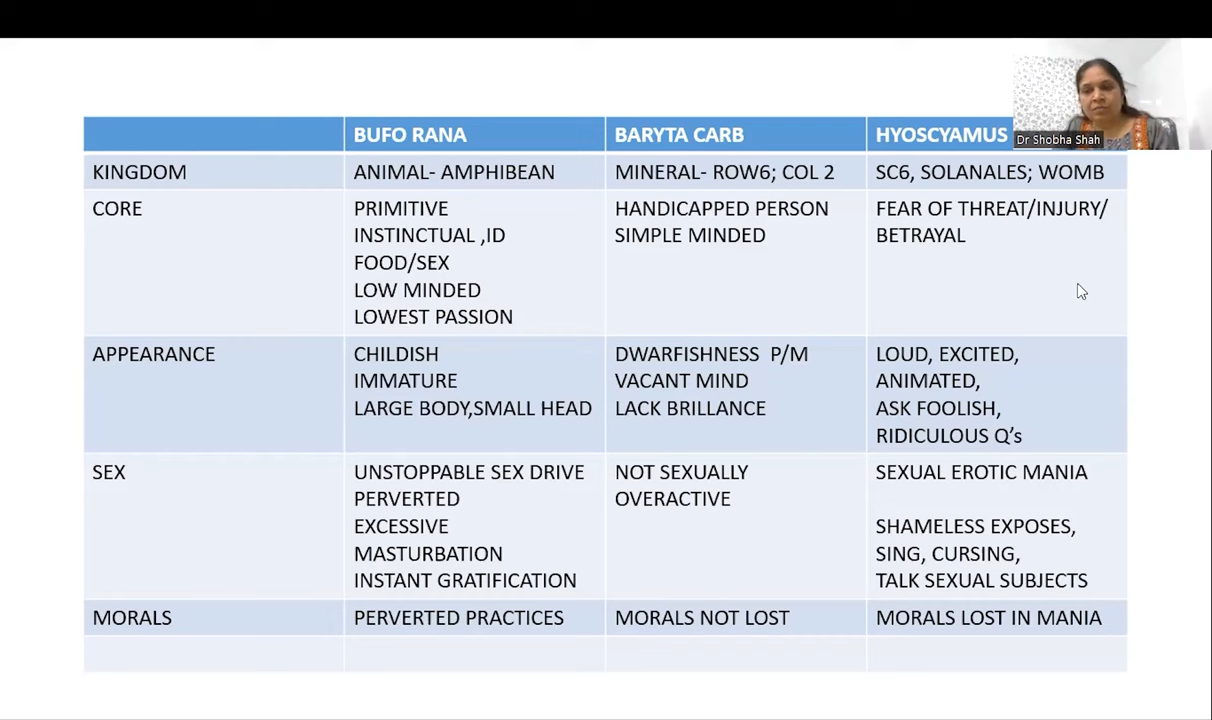 BUFO RANA
BARYTA CARB
HYOSCYAMUS
Dr Shobha Shah
KINGDOM
ANIMAL- AMPHIBEAN
MINERAL- ROW6; COL 2
SC6, SOLANALES; WOMB
CORE
PRIMITIVE
INSTINCTUAL ,ID
FOOD/SEX
LOW MINDED
LOWEST PASSION
HANDICAPPED PERSON
SIMPLE MINDED
FEAR OF THREAT/INJURY/
BETRAYAL
APPEARANCE
CHILDISH
IMMATURE
LARGE BODY,SMALL HEAD
DWARFISHNESS P/M
VACANT MIND
LACK BRILLANCE
LOUD, EXCITED,
ANIMATED,
ASK FOOLISH,
RIDICULOUS Q’s
SEX
UNSTOPPABLE SEX DRIVE
PERVERTED
EXCESSIVE
MASTURBATION
INSTANT GRATIFICATION
NOT SEXUALLY
OVERACTIVE
SEXUAL EROTIC MANIA
SHAMELESS EXPOSES,
SING, CURSING,
TALK SEXUAL SUBJECTS
MORALS
PERVERTED PRACTICES
MORALS NOT LOST
MORALS LOST IN MANIA